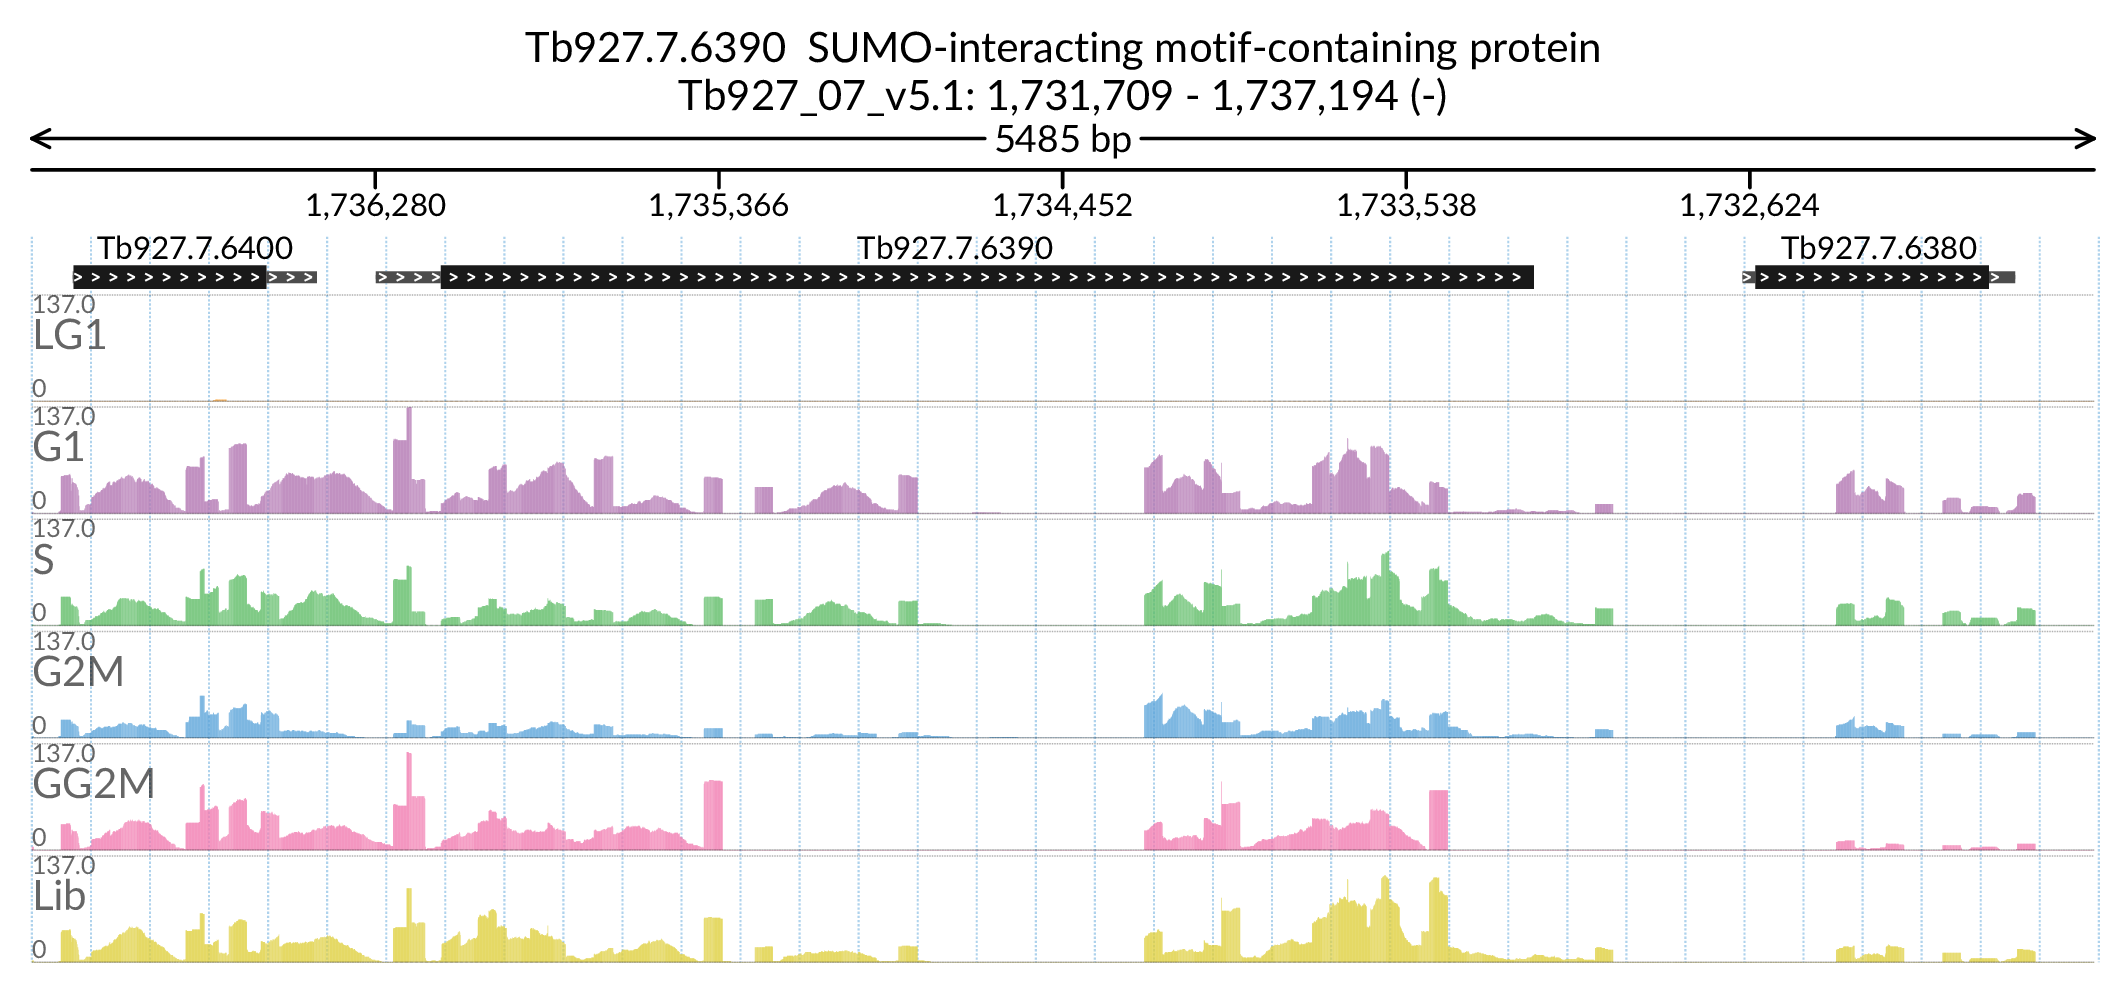 Tb927.7.6390 SUMO-interacting motif-containing protein
Tb927_07_v5.1: 1,731,709 - 1,737,194 (-)
5485 bp
1,736,280 1,735,366 1,734,452 1,733,538 1,732,624
Tb927.7.6400 Tb927.7.6390 Tb927.7.6380
137.0
LG1
0
137.0
G1
0
137.0
S
0
137.0
G2M
0
137.0
GG2M
0
137.0
Lib
0